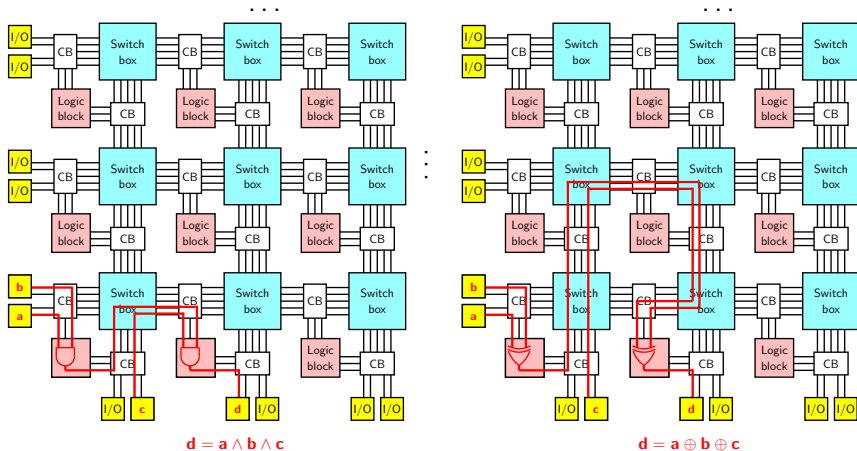 . . .
I/O CB Switch box CB Switch box CB Switch box
I/O
Logic block CB Logic block CB Logic block CB
I/O CB Switch box CB Switch box CB Switch box
I/O
Logic block CB Logic block CB Logic block CB
b CB Switch box CB Switch box CB Switch box
a
CB CB Logic block CB
I/O c d I/O I/O I/O
d = a ∧ b ∧ c
. . .
I/O CB Switch box CB Switch box CB Switch box
I/O
Logic block CB Logic block CB Logic block CB
I/O CB Switch box CB Switch box CB Switch box
I/O
Logic block CB Logic block CB Logic block CB
b CB Switch box CB Switch box CB Switch box
a
CB CB Logic block CB
I/O c d I/O I/O I/O
d = a ⊕ b ⊕ c